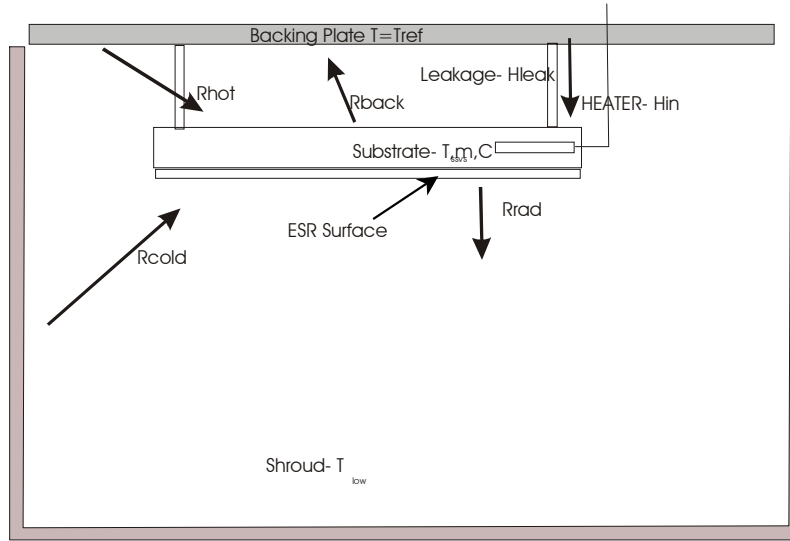 Backing Plate T=Tref
Leakage- Hleak
Rhot
Rback
HEATER- Hin
Substrate- T,m,C
Rrad
ESR Surface
Rcold
Shroud- T low